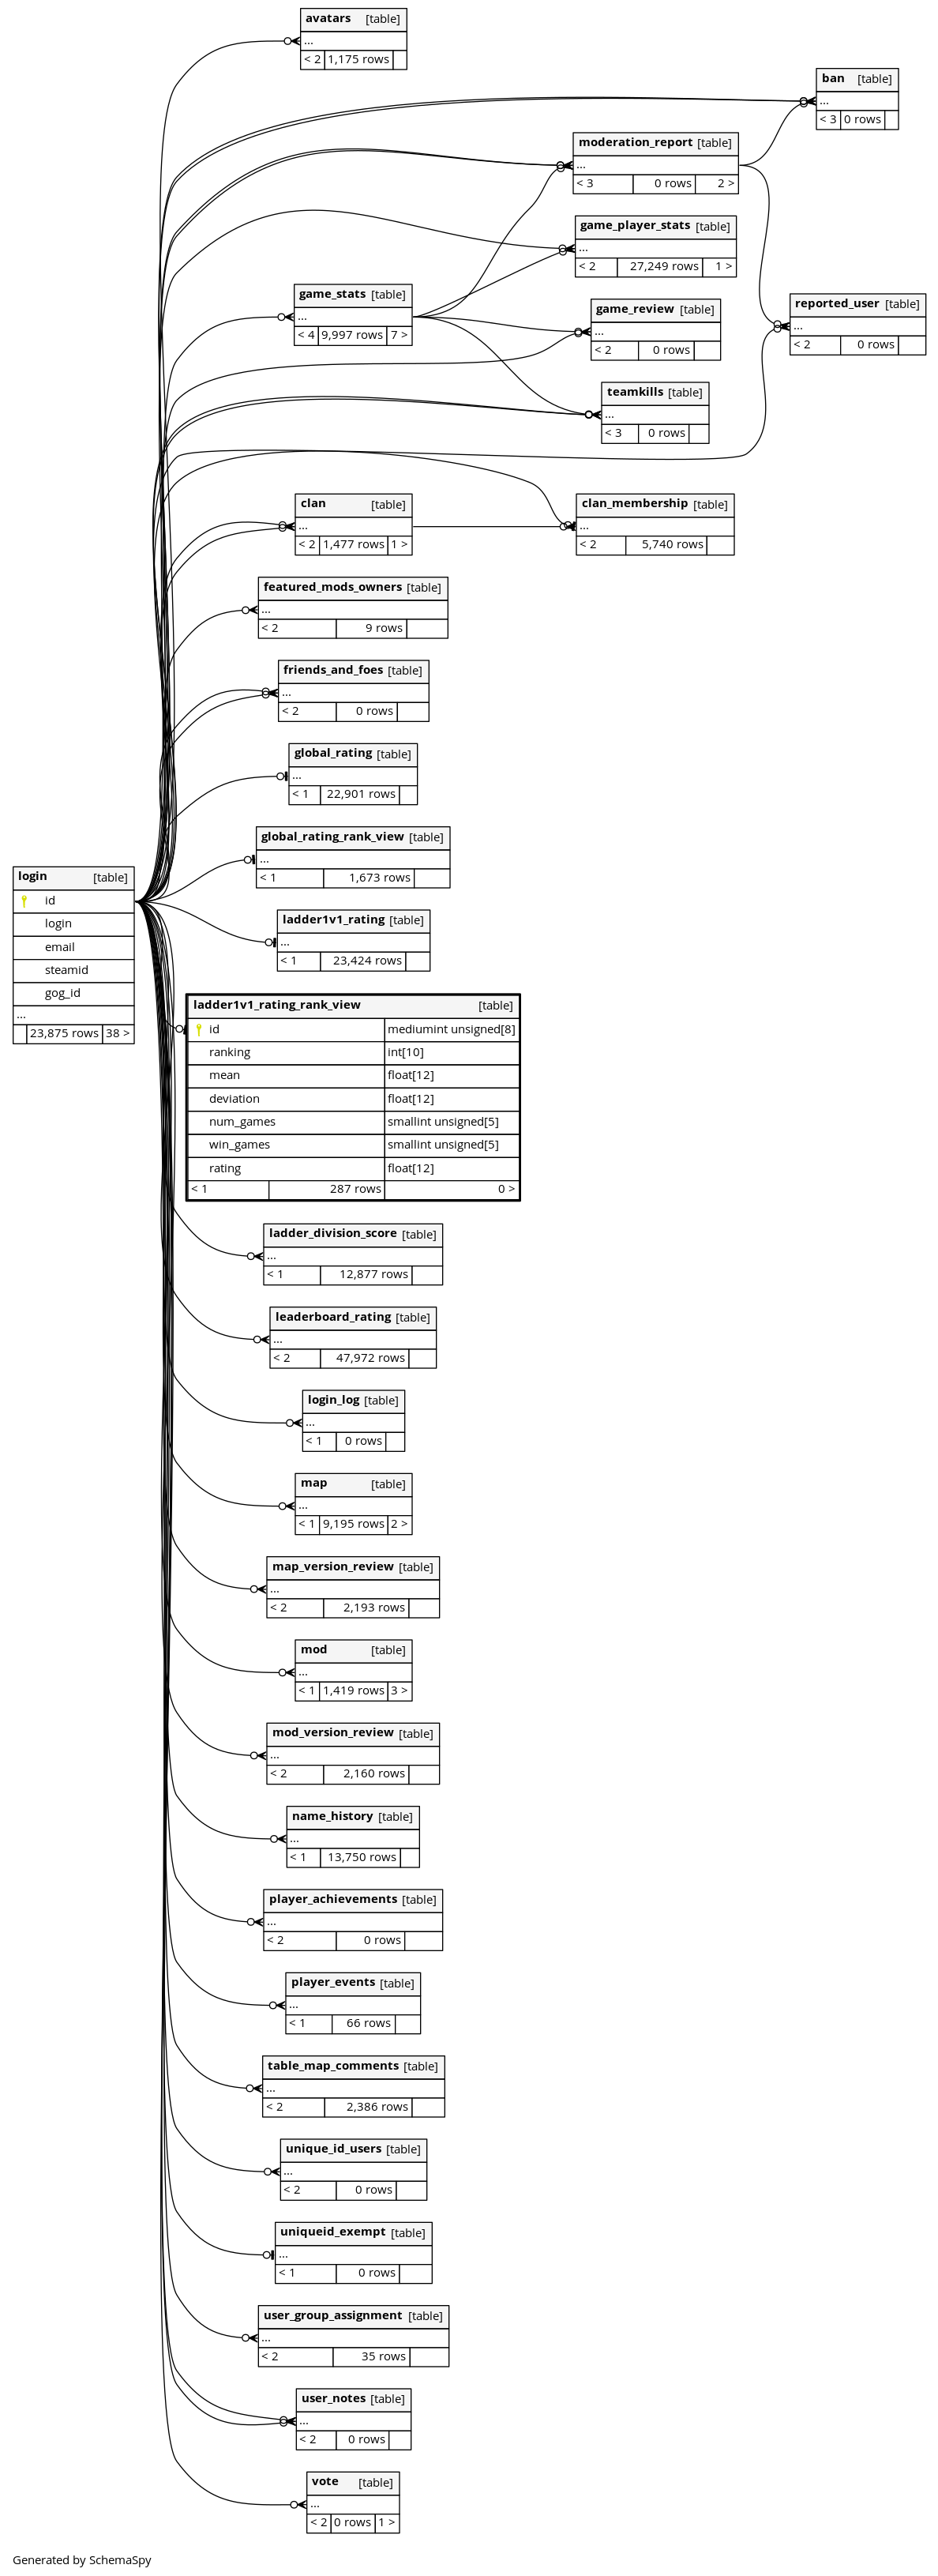 avatars [table]
...
< 2 1,175 rows
ban [table]
...
< 3 0 rows
moderation_report [table]
...
< 3 0 rows 2 >
game_player_stats [table]
...
< 2 27,249 rows 1 >
game_stats [table]
...
< 4 9,997 rows 7 >
reported_user [table]
...
< 2 0 rows
game_review [table]
...
< 2 0 rows
teamkills [table]
...
< 3 0 rows
clan [table]
...
< 2 1,477 rows 1 >
clan_membership [table]
...
< 2 5,740 rows
featured_mods_owners [table]
...
< 2 9 rows
friends_and_foes [table]
...
< 2 0 rows
global_rating [table]
...
< 1 22,901 rows
global_rating_rank_view [table]
...
< 1 1,673 rows
login [table]
id
login
email
steamid
gog_id
...
23,875 rows 38 >
ladder1v1_rating [table]
...
< 1 23,424 rows
ladder1v1_rating_rank_view [table]
id mediumint unsigned[8]
ranking int[10]
mean float[12]
deviation float[12]
num_games smallint unsigned[5]
win_games smallint unsigned[5]
rating float[12]
< 1 287 rows 0 >
ladder_division_score [table]
...
< 1 12,877 rows
leaderboard_rating [table]
...
< 2 47,972 rows
login_log [table]
...
< 1 0 rows
map [table]
...
< 1 9,195 rows 2 >
map_version_review [table]
...
< 2 2,193 rows
mod [table]
...
< 1 1,419 rows 3 >
mod_version_review [table]
...
< 2 2,160 rows
name_history [table]
...
< 1 13,750 rows
player_achievements [table]
...
< 2 0 rows
player_events [table]
...
< 1 66 rows
table_map_comments [table]
...
< 2 2,386 rows
unique_id_users [table]
...
< 2 0 rows
uniqueid_exempt [table]
...
< 1 0 rows
user_group_assignment [table]
...
< 2 35 rows
user_notes [table]
...
< 2 0 rows
vote [table]
...
< 2 0 rows 1 >
Generated by SchemaSpy